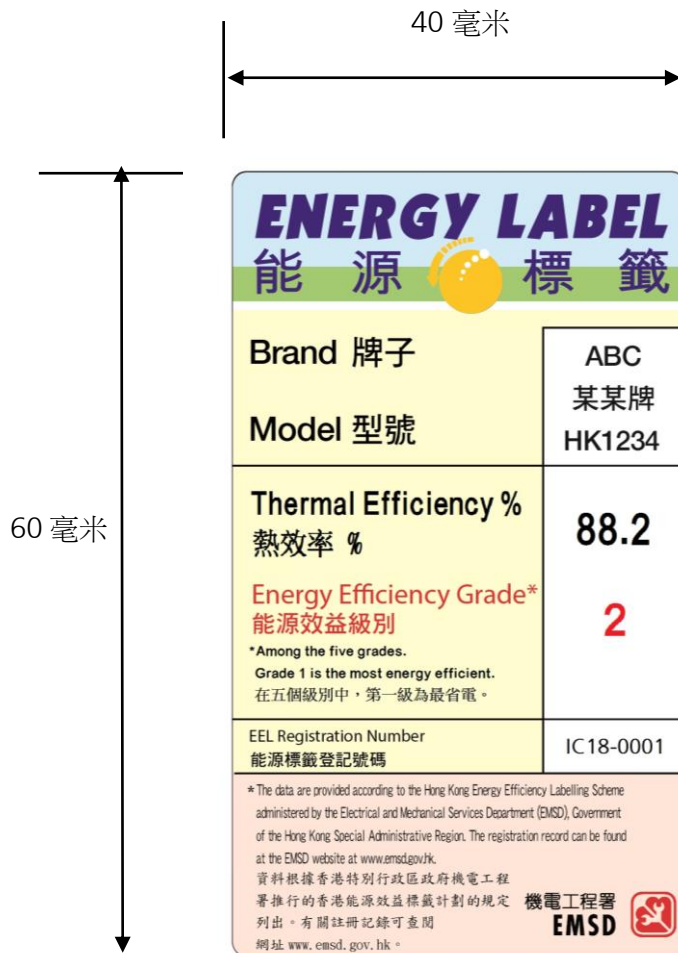 40 毫米
ENERGY LABEL
能源標籤
Brand 牌子
ABC
某某牌
Model 型號
HK1234
Thermal Efficiency %
熱效率 %
88.2
Energy Efficiency Grade*
能源效益級別
2
*Among the five grades.
Grade 1 is the most energy efficient.
在五個級別中，第一級為最省電。
60 毫米
EEL Registration Number
能源標籤登記號碼
IC18-0001
* The data are provided according to the Hong Kong Energy Efficiency Labelling Scheme
administered by the Electrical and Mechanical Services Department (EMSD), Government
of the Hong Kong Special Administrative Region. The registration record can be found
at the EMSD website at www.emsd.gov.hk.
資料根據香港特別行政區政府機電工程
署推行的香港能源效益標籤計劃的規定
列出。有關註冊記錄可查閱
網址 www.emsd.gov.hk。
機電工程署
EMSD